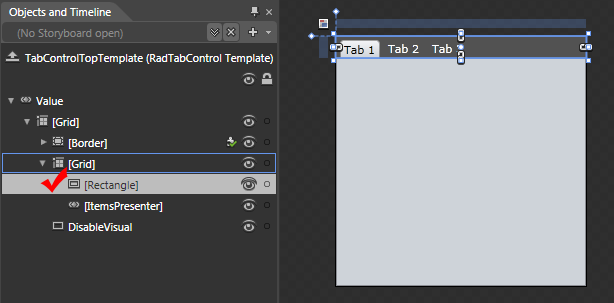 Objects and Timeline
(No Storyboard open)
TabControlTopTemplate (RadTabControl Template)
Value
[Grid]
[Border]
[Grid]
[Rectangle]
[ItemsPresenter]
DisableVisual
Tab 1 Tab 2 Tab